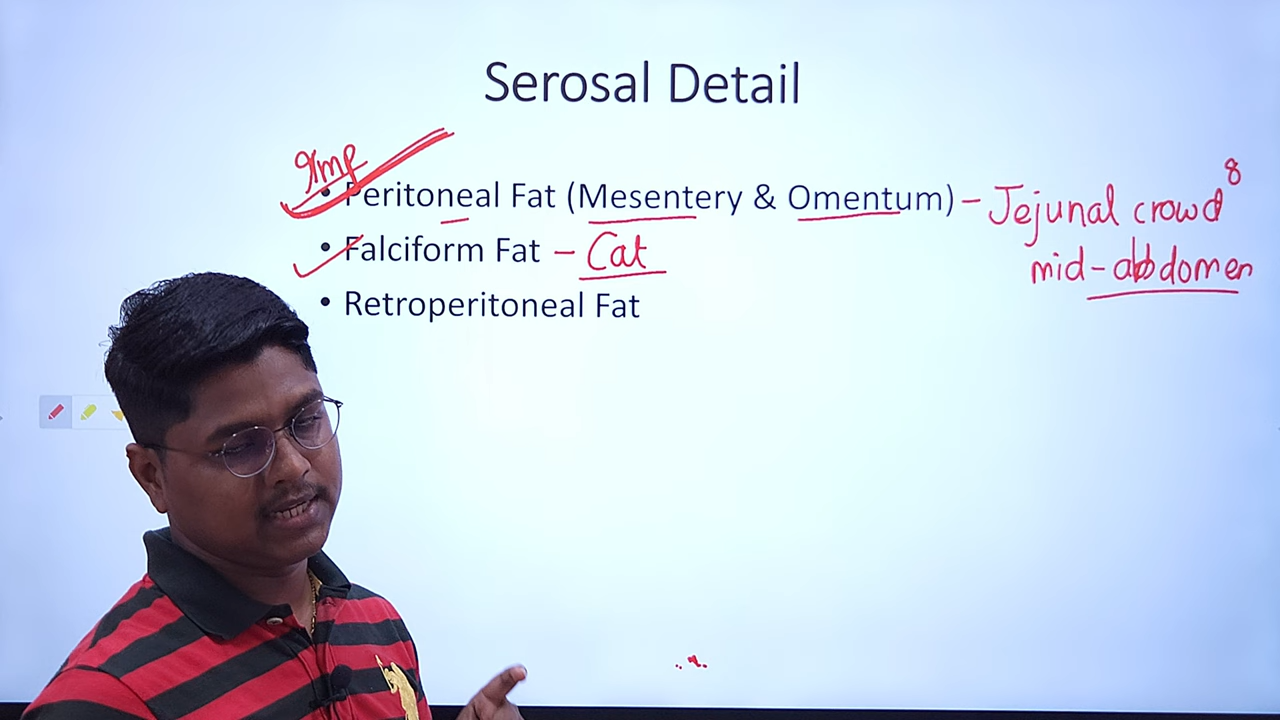 Serosal Detail
Imp
• Peritoneal Fat (Mesentery & Omentum) – Jejunal crowd 8
mid-abdomen
• Falciform Fat – Cat
• Retroperitoneal Fat